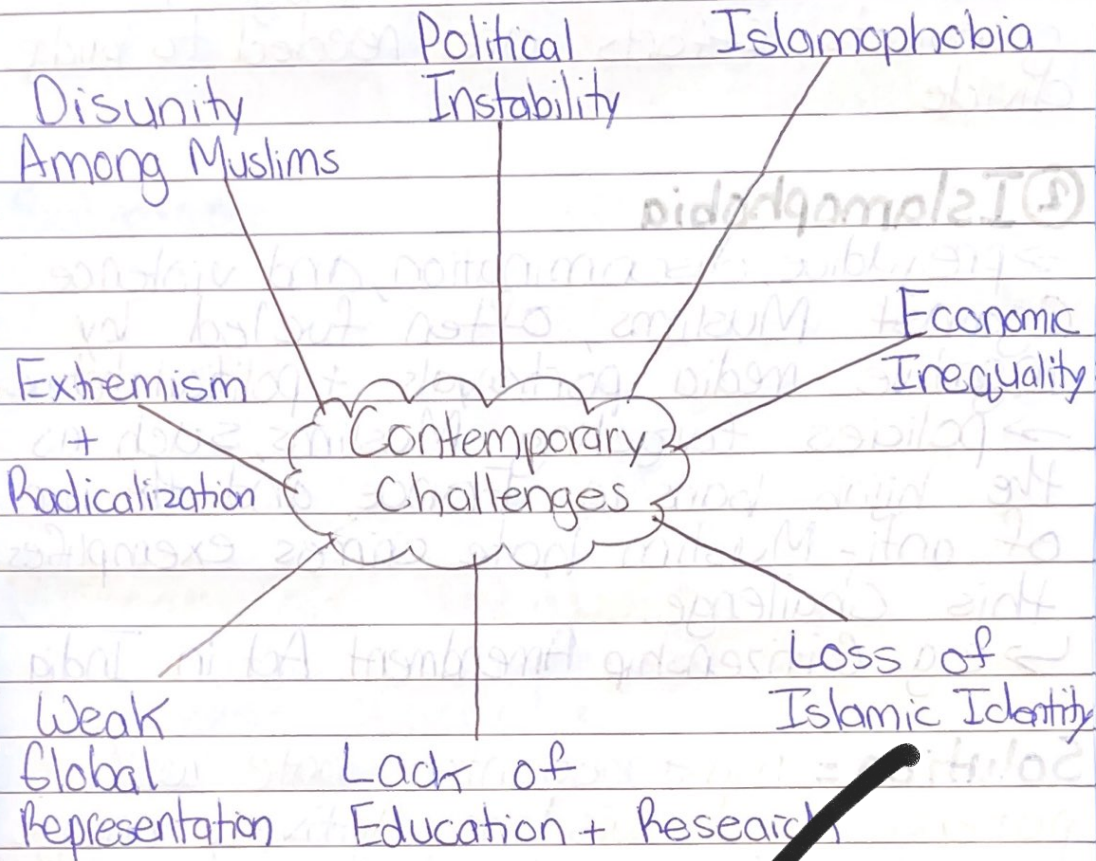 Political
Instability
Islamophobia
Disunity
Among Muslims
Economic
Inequality
Extremism
+
Radicalization
Contemporary
Challenges
Loss of
Islamic Identity
Weak
Global
Representation
Lack of
Education + Research